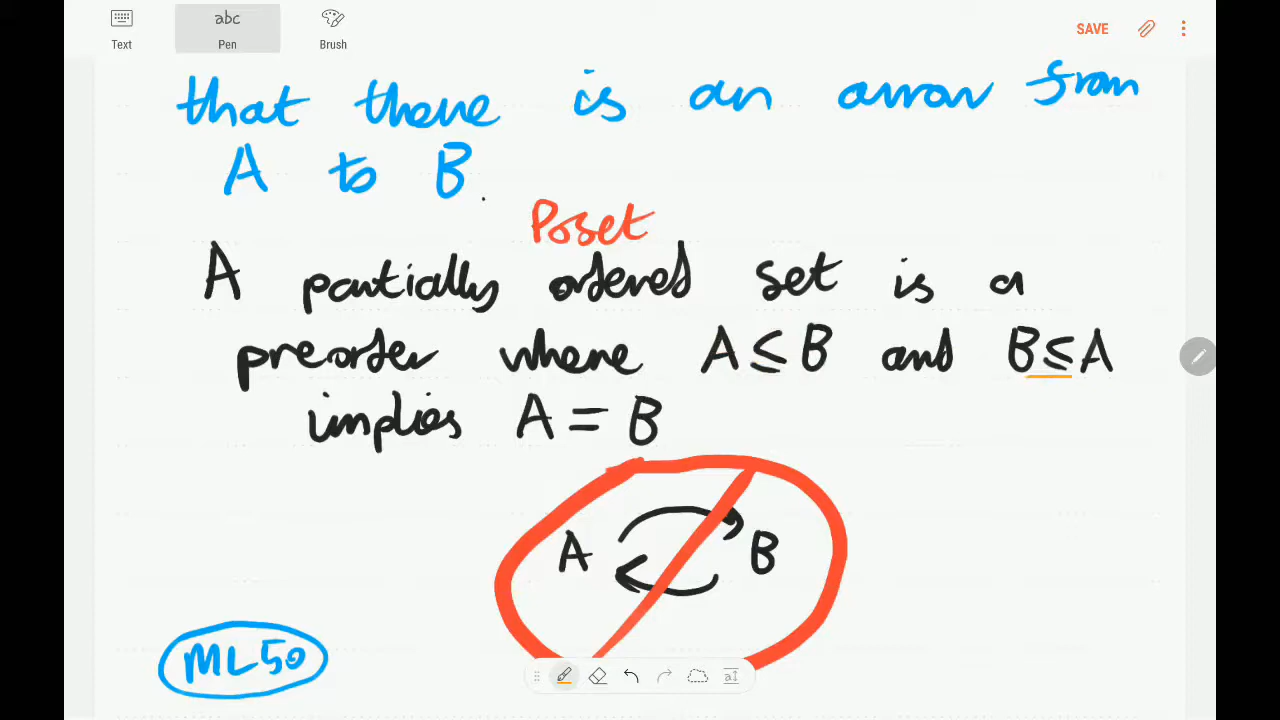 Text
abc
Pen
Brush
SAVE
that there is an arrow from
A to B.
Poset
A partially ordered set is a
preorder where A ≤ B and B ≤ A
implies A = B
A B
ML50